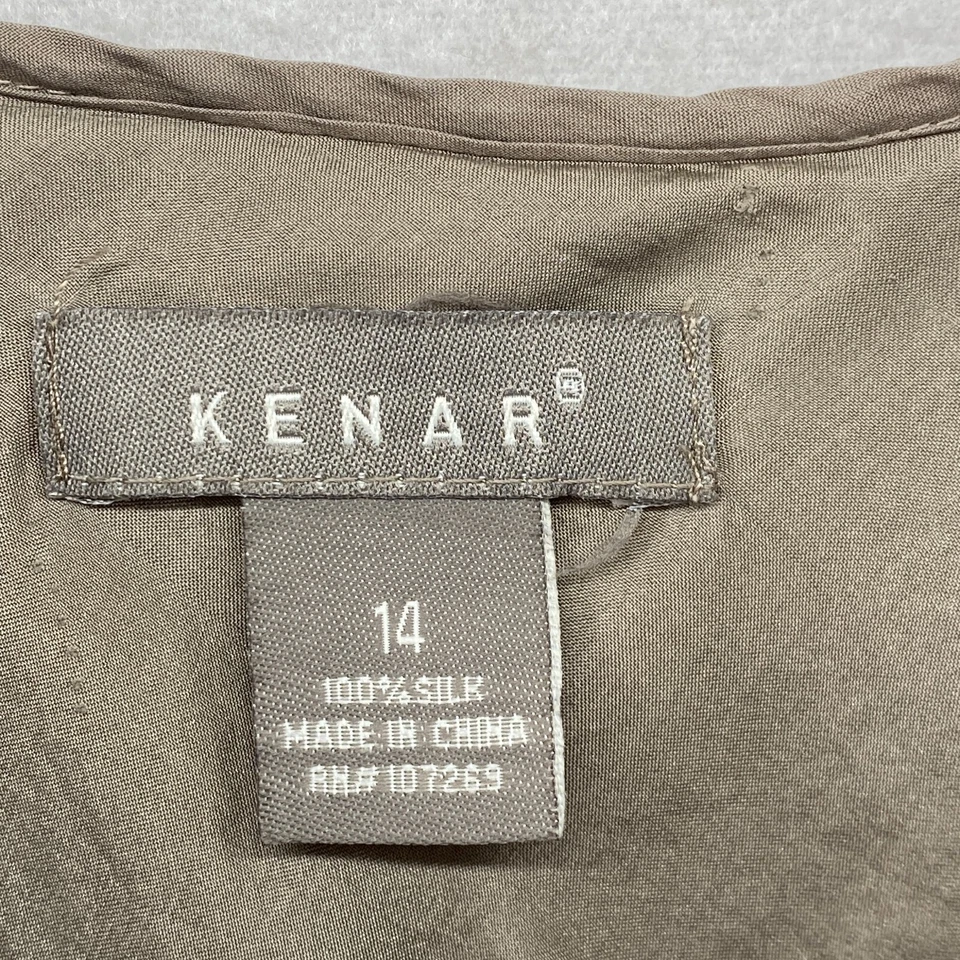 KENAR®
14
100% SILK
MADE IN CHINA
RN# 107269